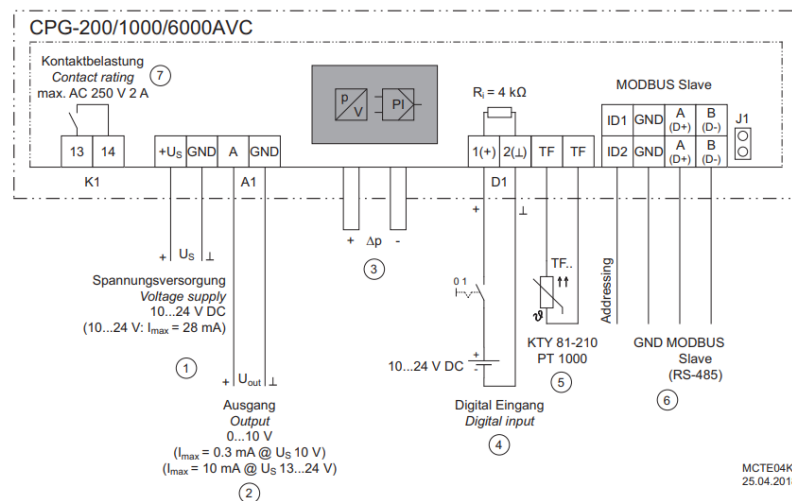 CPG-200/1000/6000AVC
Kontaktbelastung
Contact rating
max. AC 250 V 2 A
7
p
V
PI
Ri = 4 kΩ
MODBUS Slave
ID1 GND A (D+) B (D-)
J1
13 14
+US GND A GND
1(+) 2(⊥) TF TF
ID2 GND A (D+) B (D-)
K1
A1
D1
+ US ⊥
+ Δp -
3
+ ⊥
Spannungsversorgung
Voltage supply
10...24 V DC
(10...24 V: Imax = 28 mA)
1
0 1
TF..
ϑ
Addressing
10...24 V DC
+
-
KTY 81-210
PT 1000
5
GND MODBUS
Slave
(RS-485)
6
+ Uout ⊥
Ausgang
Output
0...10 V
(Imax = 0.3 mA @ US 10 V)
(Imax = 10 mA @ US 13...24 V)
2
Digital Eingang
Digital input
4
MCTE04K
25.04.201